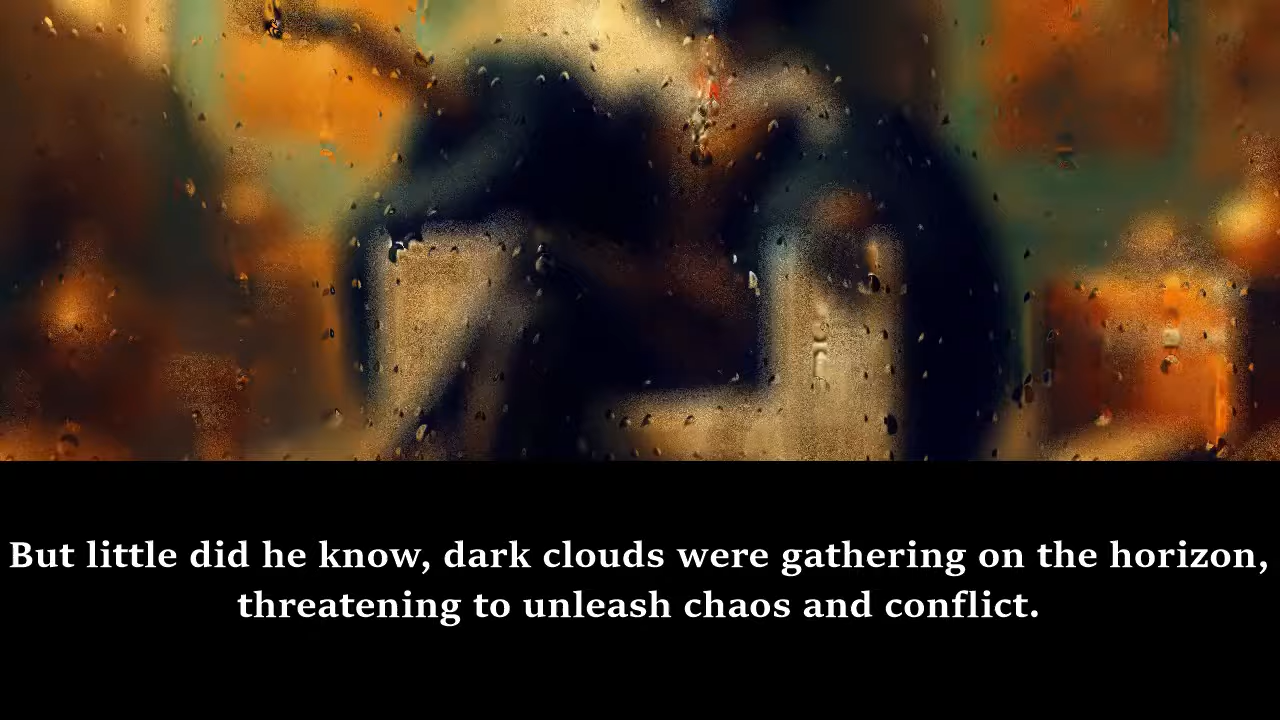 But little did he know, dark clouds were gathering on the horizon,
threatening to unleash chaos and conflict.